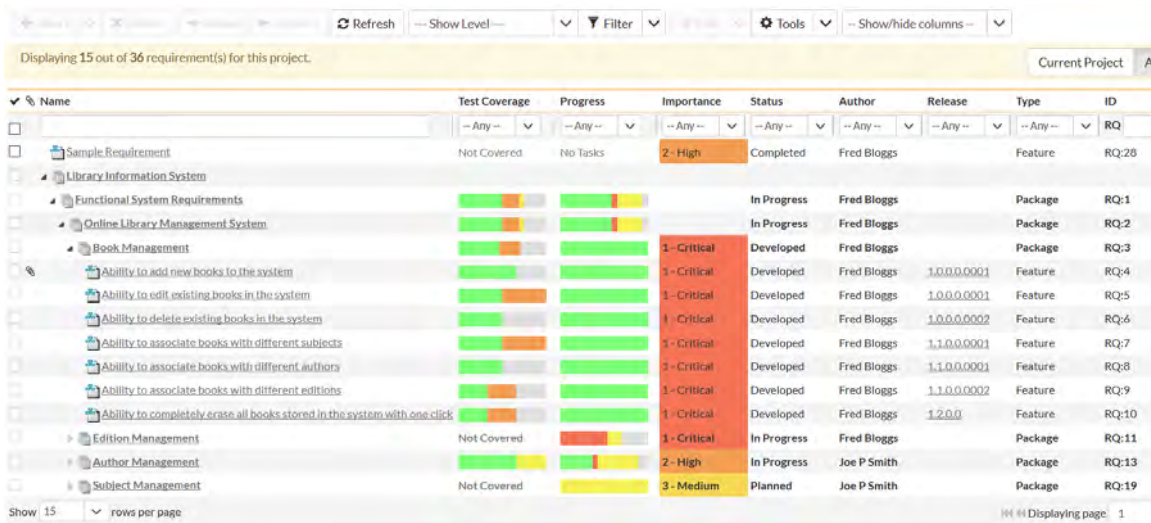 Refresh -- Show Level -- Filter Tools -- Show/hide columns --
Displaying 15 out of 36 requirement(s) for this project. Current Project A
Name Test Coverage Progress Importance Status Author Release Type ID
-- Any -- -- Any -- -- Any -- -- Any -- -- Any -- -- Any -- -- Any -- RQ
Sample Requirement Not Covered No Tasks 2 - High Completed Fred Bloggs Feature RQ:28
Library Information System
Functional System Requirements In Progress Fred Bloggs Package RQ:1
Online Library Management System In Progress Fred Bloggs Package RQ:2
Book Management 1 - Critical Developed Fred Bloggs Package RQ:3
Ability to add new books to the system 1 - Critical Developed Fred Bloggs 1.0.0.0.0001 Feature RQ:4
Ability to edit existing books in the system 1 - Critical Developed Fred Bloggs 1.0.0.0.0001 Feature RQ:5
Ability to delete existing books in the system 1 - Critical Developed Fred Bloggs 1.0.0.0.0002 Feature RQ:6
Ability to associate books with different subjects 1 - Critical Developed Fred Bloggs 1.1.0.0.0001 Feature RQ:7
Ability to associate books with different authors 1 - Critical Developed Fred Bloggs 1.1.0.0.0001 Feature RQ:8
Ability to associate books with different editions 1 - Critical Developed Fred Bloggs 1.1.0.0.0002 Feature RQ:9
Ability to completely erase all books stored in the system with one click 1 - Critical Developed Fred Bloggs 1.2.0.0 Feature RQ:10
Edition Management Not Covered 1 - Critical In Progress Fred Bloggs Package RQ:11
Author Management 2 - High In Progress Joe P Smith Package RQ:13
Subject Management Not Covered 3 - Medium Planned Joe P Smith Package RQ:19
Show 15 rows per page Displaying page 1